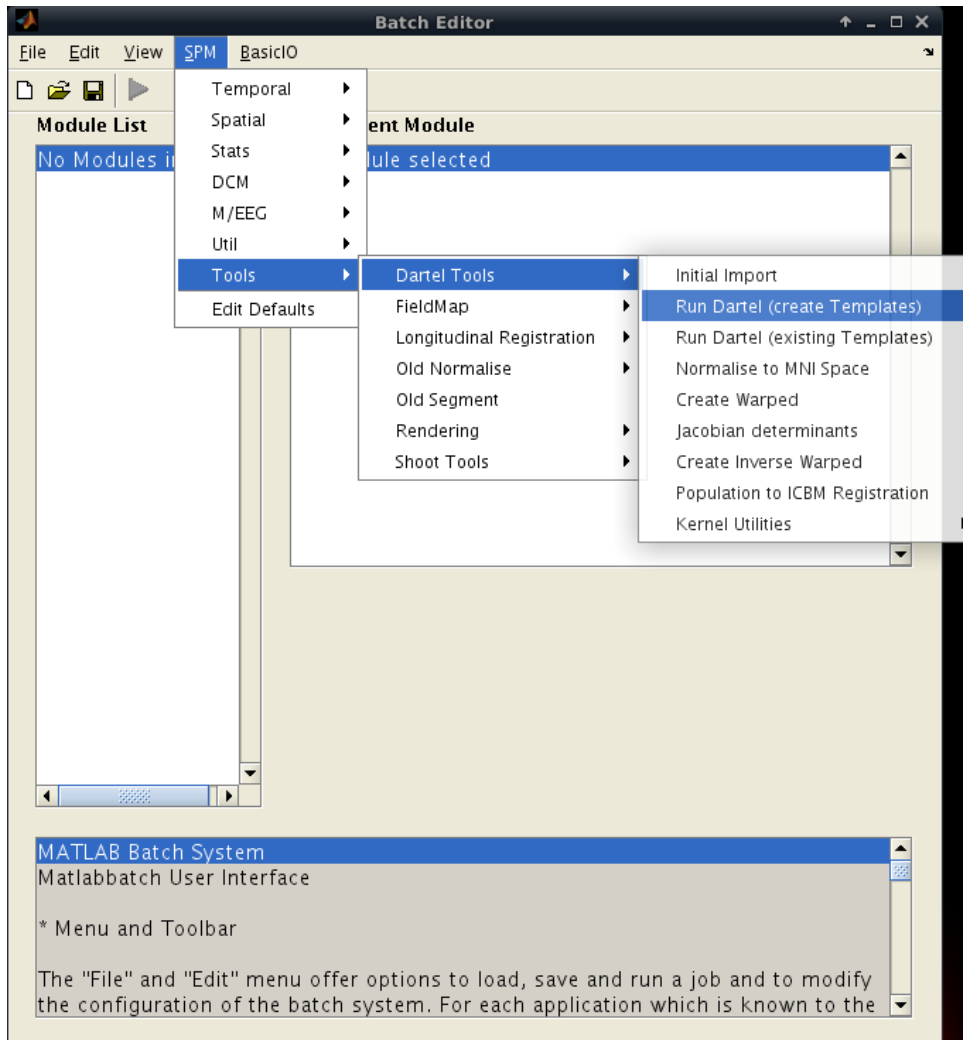 Batch Editor
File Edit View SPM BasicIO
Temporal
Spatial
Stats
DCM
M/EEG
Util
Tools
Edit Defaults
Module List
ent Module
No Modules i
ule selected
Dartel Tools
FieldMap
Longitudinal Registration
Old Normalise
Old Segment
Rendering
Shoot Tools
Initial Import
Run Dartel (create Templates)
Run Dartel (existing Templates)
Normalise to MNI Space
Create Warped
Jacobian determinants
Create Inverse Warped
Population to ICBM Registration
Kernel Utilities
MATLAB Batch System
Matlabbatch User Interface
* Menu and Toolbar
The "File" and "Edit" menu offer options to load, save and run a job and to modify
the configuration of the batch system. For each application which is known to the